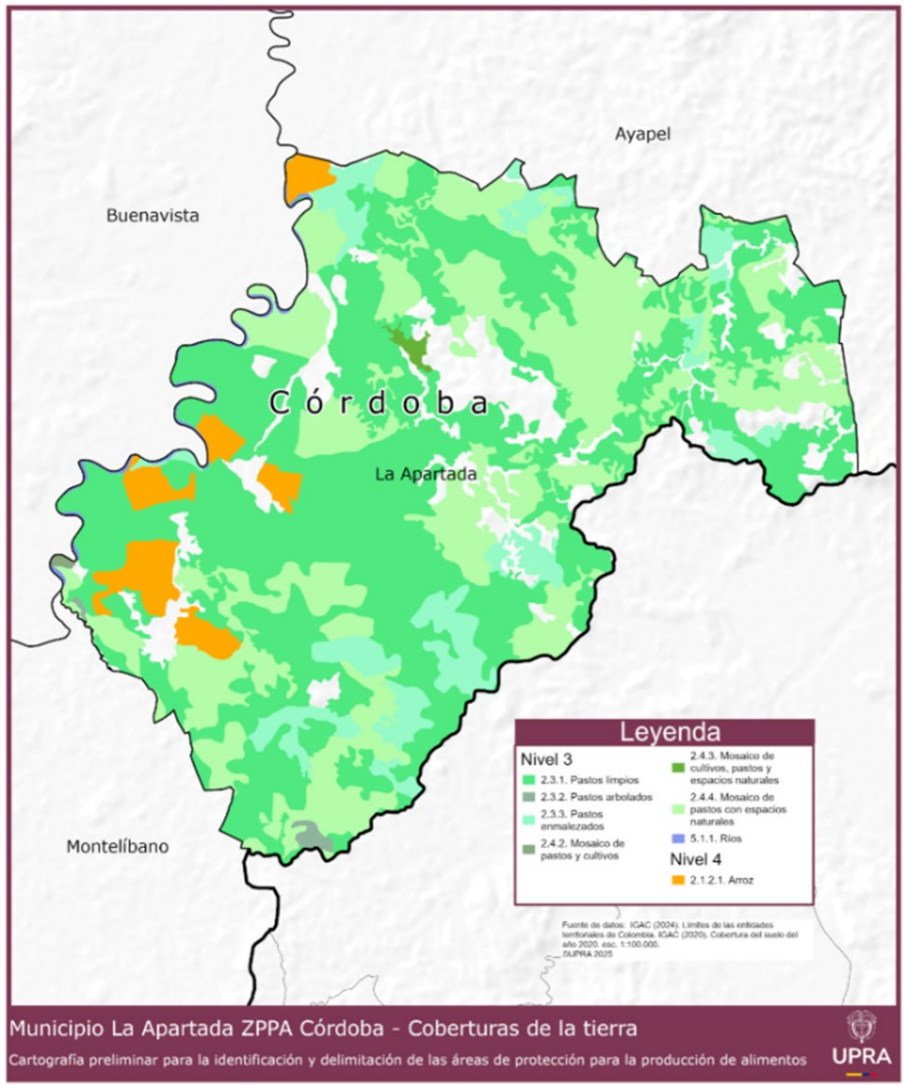 Ayapel
Buenavista
Córdoba
La Apartada
Montelíbano
Leyenda
Nivel 3
2.3.1. Pastos limpios
2.3.2. Pastos arbolados
2.3.3. Pastos
enmalezados
2.4.2. Mosaico de
pastos y cultivos
2.4.3. Mosaico de
cultivos, pastos y
espacios naturales
2.4.4. Mosaico de
pastos con espacios
naturales
5.1.1. Ríos
Nivel 4
2.1.2.1. Arroz
Fuente de datos: IGAC (2024). Limites de las entidades
territoriales de Colombia. IGAC (2020). Cobertura del suelo del
año 2020. esc. 1:100.000.
©UPRA 2025
Municipio La Apartada ZPPA Córdoba - Coberturas de la tierra
Cartografía preliminar para la identificación y delimitación de las áreas de protección para la producción de alimentos
UPRA